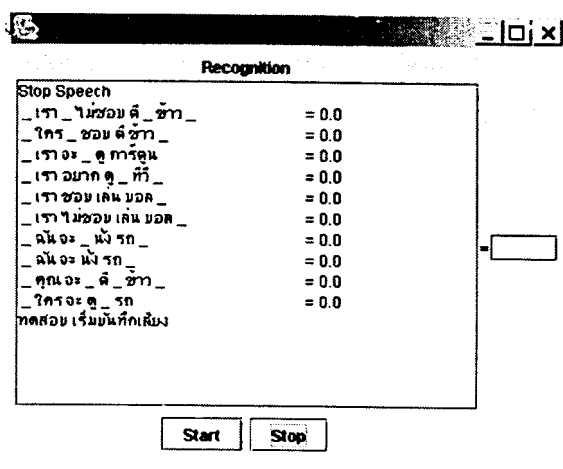 Recognition
Stop Speech
_ เรา _ ไม่ชอบ ตี _ ข้าว _ = 0.0
_ ใคร _ ชอบ ตี ข้าว _ = 0.0
_ เรา จะ _ ดู การ์ตูน = 0.0
_ เรา อยาก ดู _ ทีวี _ = 0.0
_ เรา ชอบ เล่น บอล _ = 0.0
_ เรา ไม่ชอบ เล่น บอล _ = 0.0
_ ฉัน จะ _ นั่ง รถ _ = 0.0
_ ฉัน จะ นั่ง รถ _ = 0.0
_ คุณ จะ _ ตี _ ข้าว _ = 0.0
_ ใคร จะ ดู _ รถ = 0.0
ทดสอบ เริ่มบันทึกเสียง
=
Start Stop